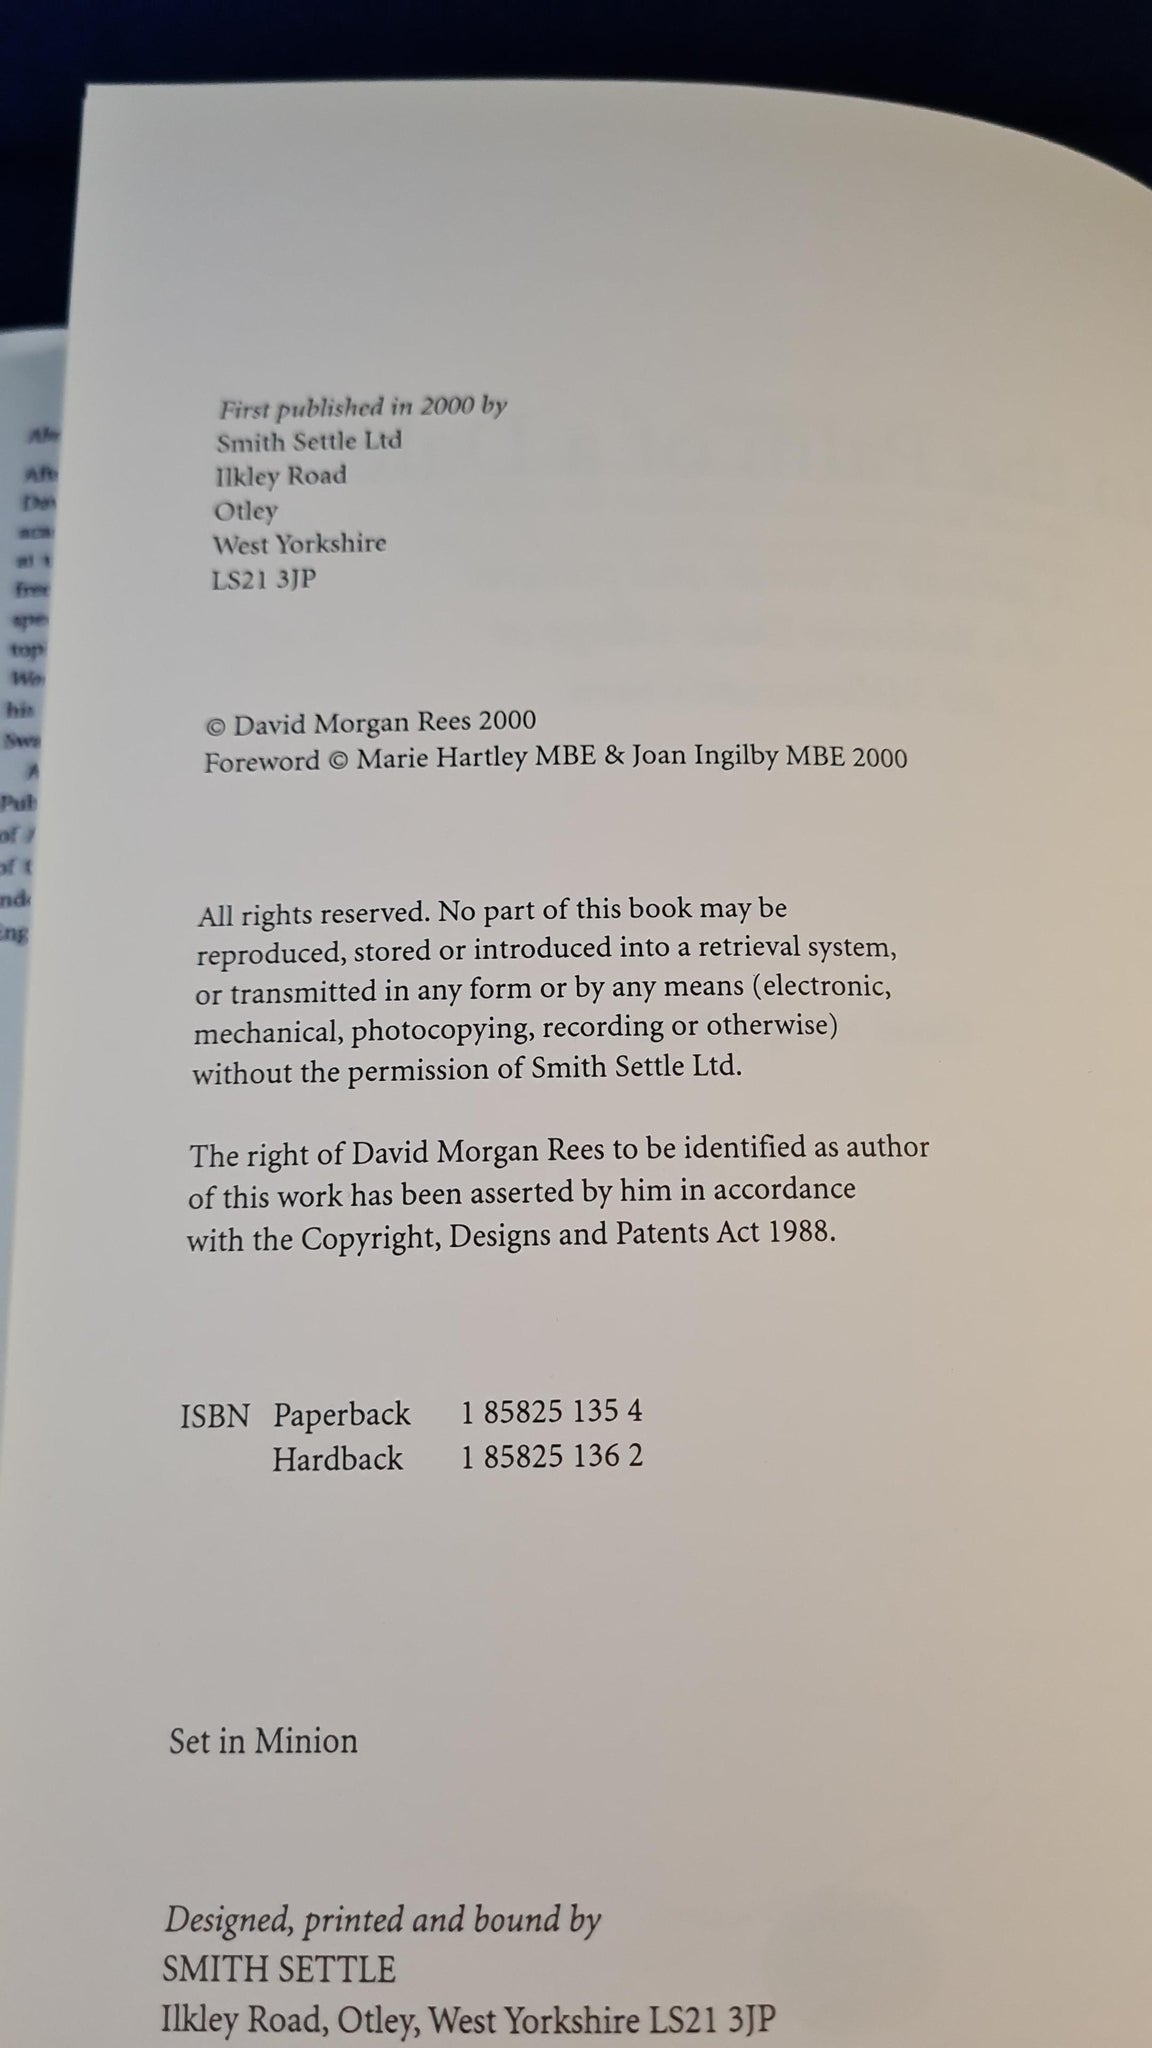 First published in 2000 by
Smith Settle Ltd
Ilkley Road
Otley
West Yorkshire
LS21 3JP
© David Morgan Rees 2000
Foreword © Marie Hartley MBE & Joan Ingilby MBE 2000
All rights reserved. No part of this book may be
reproduced, stored or introduced into a retrieval system,
or transmitted in any form or by any means (electronic,
mechanical, photocopying, recording or otherwise)
without the permission of Smith Settle Ltd.
The right of David Morgan Rees to be identified as author
of this work has been asserted by him in accordance
with the Copyright, Designs and Patents Act 1988.
ISBN Paperback 1 85825 135 4
Hardback 1 85825 136 2
Set in Minion
Designed, printed and bound by
SMITH SETTLE
Ilkley Road, Otley, West Yorkshire LS21 3JP